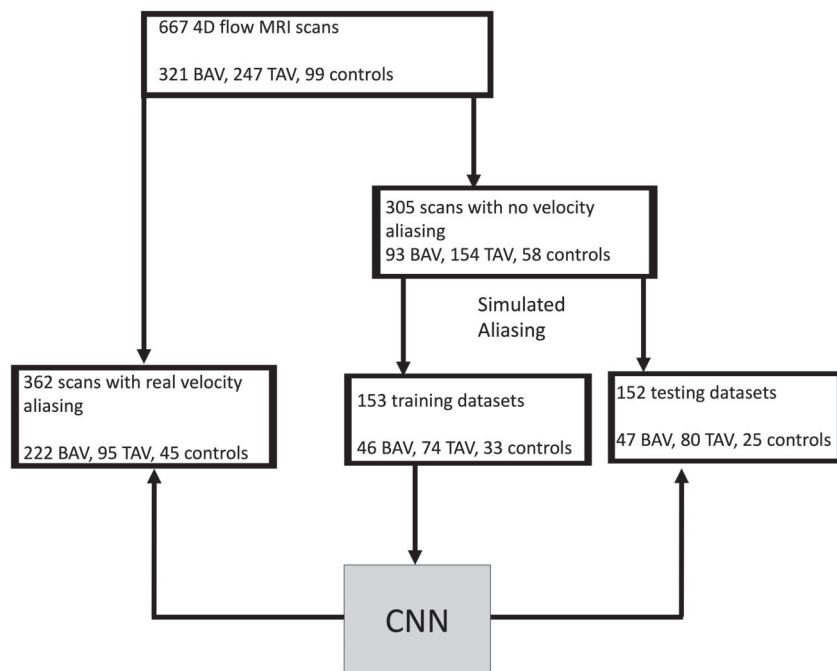 667 4D flow MRI scans
321 BAV, 247 TAV, 99 controls
305 scans with no velocity
aliasing
93 BAV, 154 TAV, 58 controls
Simulated
Aliasing
362 scans with real velocity
aliasing
222 BAV, 95 TAV, 45 controls
153 training datasets
46 BAV, 74 TAV, 33 controls
152 testing datasets
47 BAV, 80 TAV, 25 controls
CNN